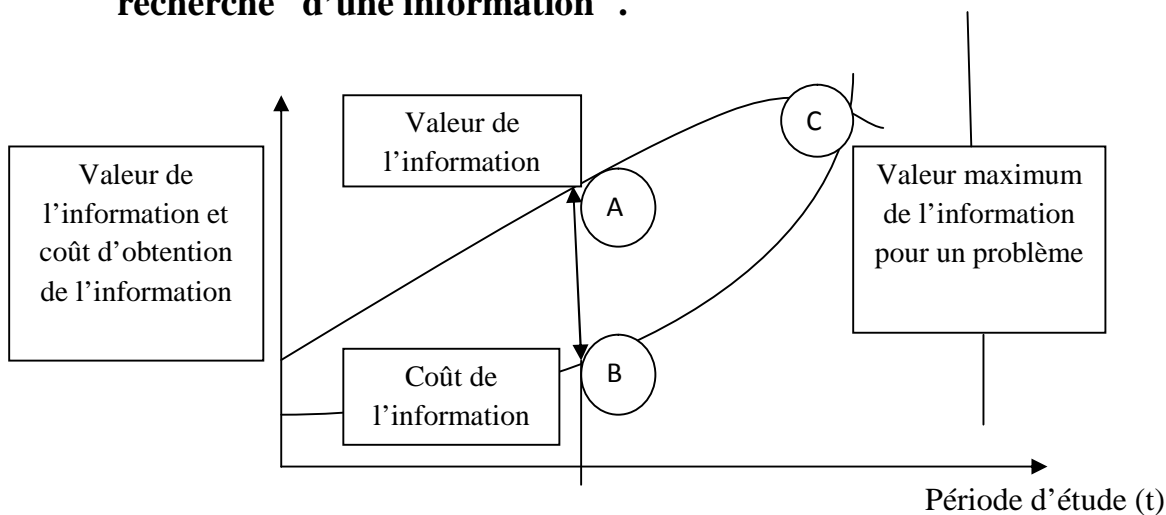 recherche d’une information .
Valeur de
l’information et
coût d’obtention
de l’information
Valeur de
l’information
A
C
Valeur maximum
de l’information
pour un problème
Coût de
l’information
B
Période d’étude (t)